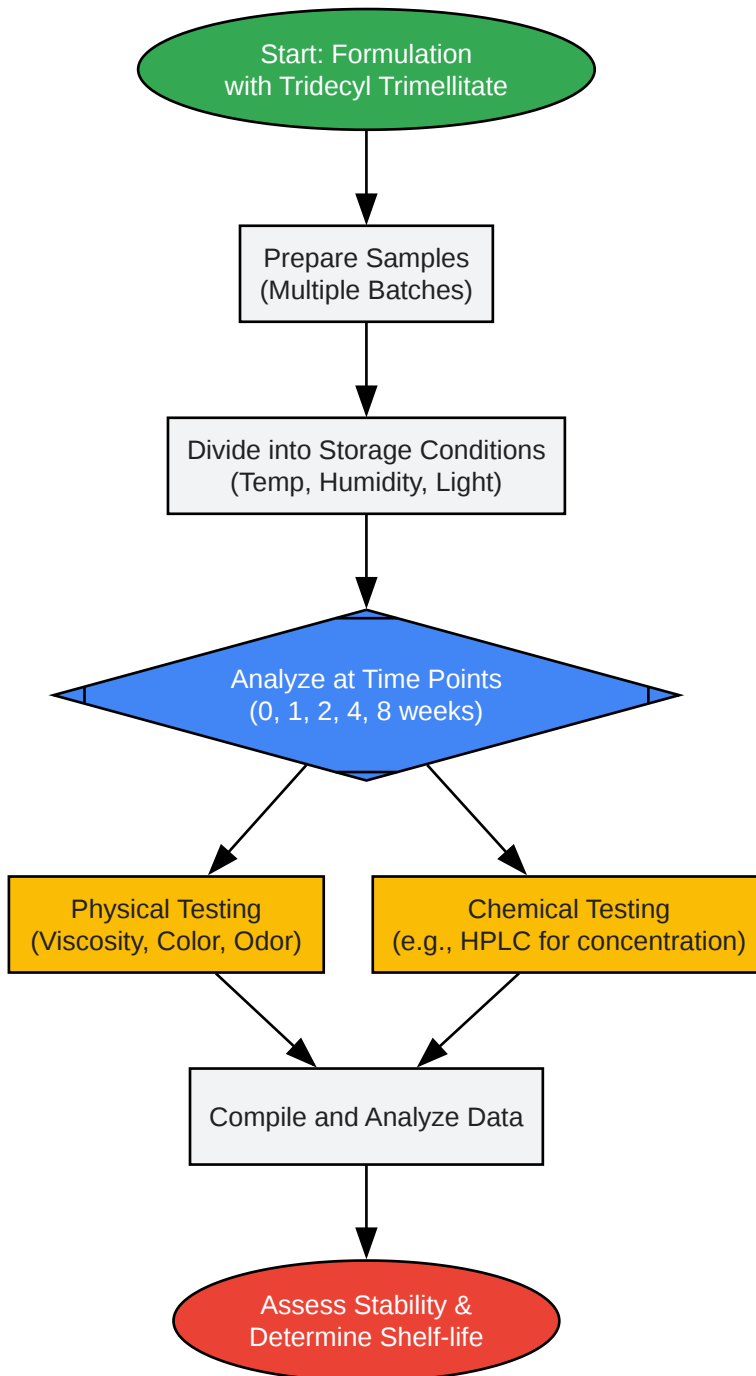 Start: Formulation
with Tridecyl Trimellitate
Prepare Samples
(Multiple Batches)
Divide into Storage Conditions
(Temp, Humidity, Light)
Analyze at Time Points
(0, 1, 2, 4, 8 weeks)
Physical Testing
(Viscosity, Color, Odor)
Chemical Testing
(e.g., HPLC for concentration)
Compile and Analyze Data
Assess Stability &
Determine Shelf-life